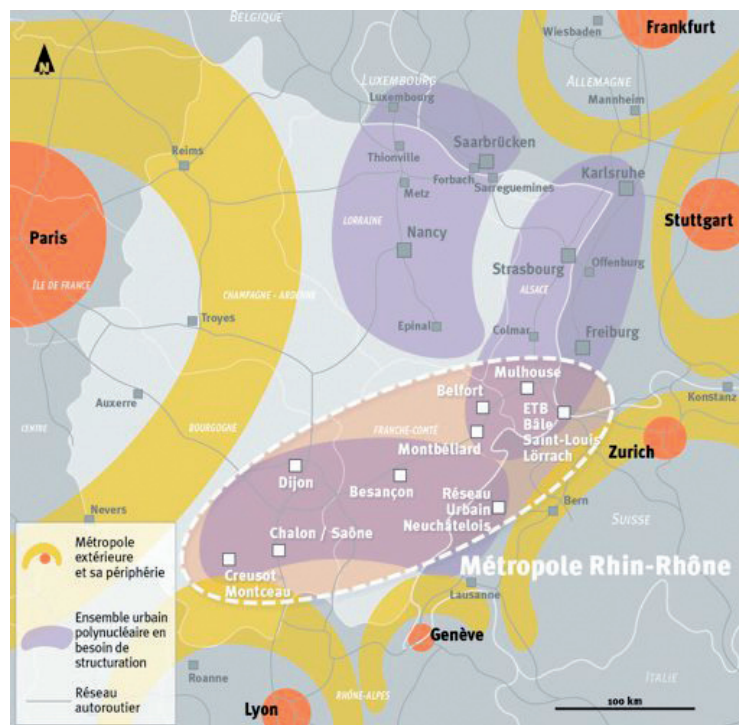 BELGIQUE
Wiesbaden
Frankfurt
N
LUXEMBOURG
Luxembourg
ALLEMAGNE
Mannheim
Reims
Thionville
Saarbrücken
Forbach
Sarreguemines
Karlsruhe
Metz
Paris
LORRAINE
Nancy
Stuttgart
Strasbourg
Offenburg
ÎLE DE FRANCE
CHAMPAGNE - ARDENNE
ALSACE
Troyes
Epinal
Colmar
Freiburg
Mulhouse
Belfort
Konstanz
Auxerre
ETB
Bâle
Saint-Louis
Lörrach
CENTRE
BOURGOGNE
FRANCHE-COMTÉ
Montbéliard
Zurich
Dijon
Besançon
Réseau
Urbain
Neuchâtelois
Bern
Nevers
SUISSE
Chalon / Saône
Métropole Rhin-Rhône
Creusot
Montceau
Lausanne
Genève
Roanne
ITALIE
RHÔNE-ALPES
Lyon
100 km
Métropole
extérieure
et sa périphérie
Ensemble urbain
polynucléaire en
besoin de
structuration
Réseau
autoroutier